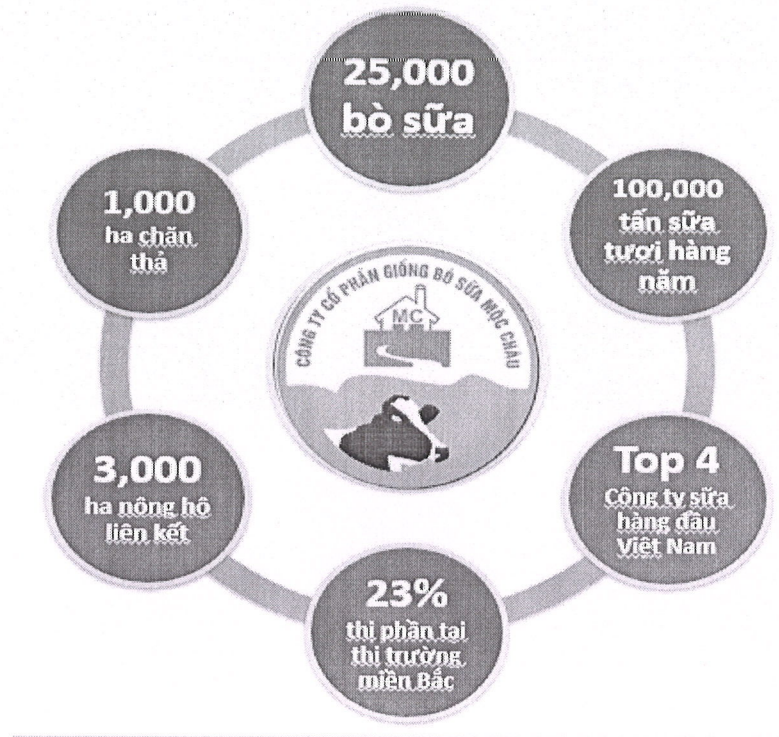 25,000
bò sữa
100,000
tấn sữa
tươi hàng
năm
Top 4
Công ty sữa
hàng đầu
Việt Nam
23%
thị phần tại
thị trường
miền Bắc
3,000
ha nông hộ
liên kết
1,000
ha chăn
thả
CÔNG TY CỔ PHẦN GIỐNG BÒ SỮA MỘC CHÂU
MC